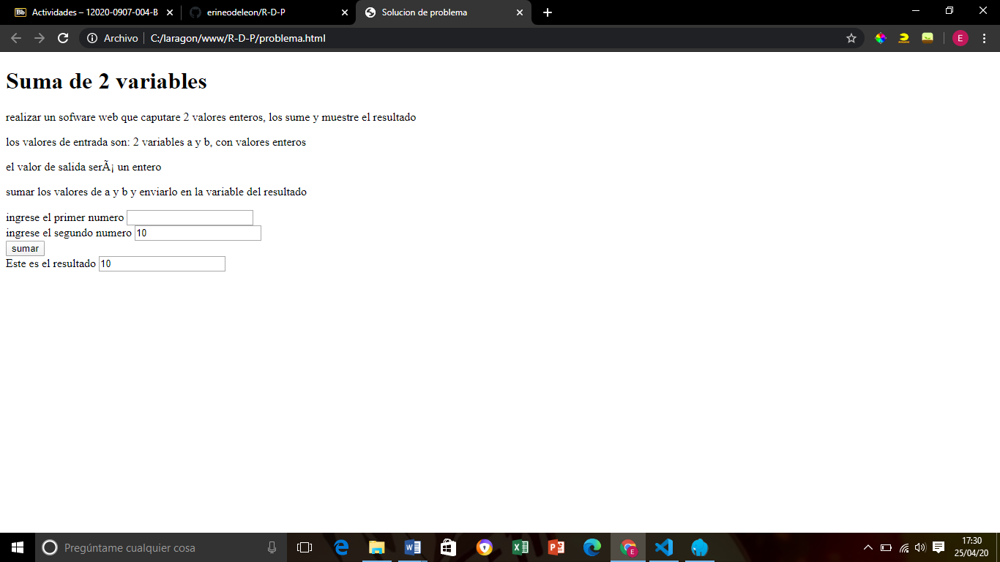 Actividades – 12020-0907-004-B
erineodeleon/R-D-P
Solucion de problema
Archivo
C:/laragon/www/R-D-P/problema.html
E
Suma de 2 variables
realizar un sofware web que caputare 2 valores enteros, los sume y muestre el resultado
los valores de entrada son: 2 variables a y b, con valores enteros
el valor de salida serÃ¡ un entero
sumar los valores de a y b y enviarlo en la variable del resultado
ingrese el primer numero
ingrese el segundo numero 10
sumar
Este es el resultado 10
Pregúntame cualquier cosa
17:30
25/04/20